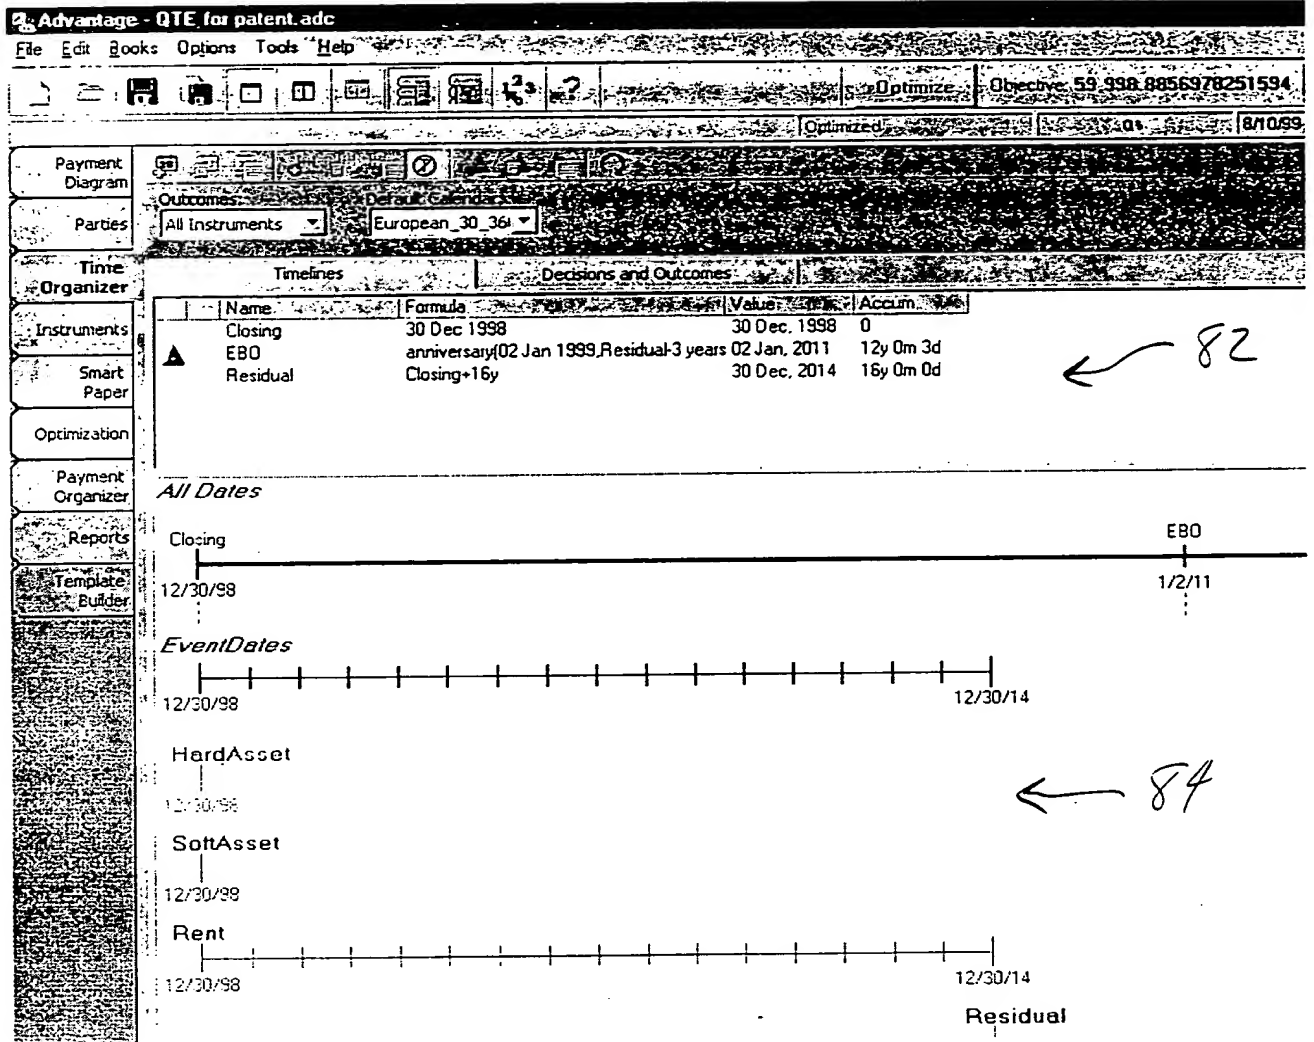 Advantage - QTE for patent.adc
File Edit Books Options Tools Help
Optimize Objective: 59,998.8856978251594
Optimized 8/10/99
Payment Diagram
Parties
Time Organizer
Instruments
Smart Paper
Optimization
Payment Organizer
Reports
Template Builder
Outcomes: Default Calendar
All Instruments European_30_36
Timelines Decisions and Outcomes
Name Formula Value Accum.
Closing 30 Dec 1998 30 Dec, 1998 0
EBO anniversary(02 Jan 1999,Residual-3 years 02 Jan, 2011 12y 0m 3d
Residual Closing+16y 30 Dec, 2014 16y 0m 0d
82
All Dates
Closing EBO
12/30/98 1/2/11
EventDates
12/30/98 12/30/14
HardAsset
12/30/98
84
SoftAsset
12/30/98
Rent
12/30/98 12/30/14
Residual